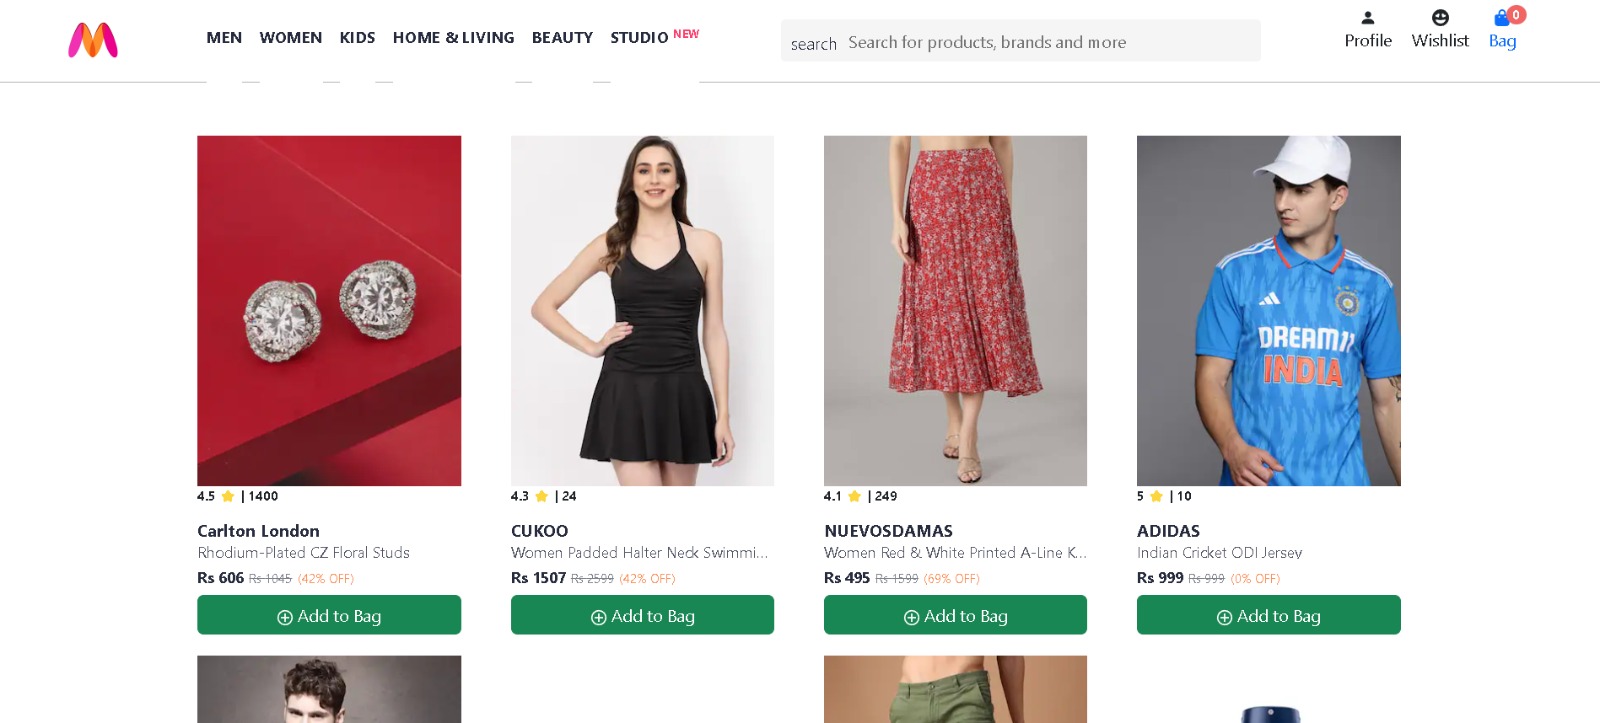 MEN WOMEN KIDS HOME & LIVING BEAUTY STUDIO NEW
search Search for products, brands and more
Profile Wishlist Bag 0
DREAM11
INDIA
4.5 | 1400
Carlton London
Rhodium-Plated CZ Floral Studs
Rs 606 Rs 1045 (42% OFF)
Add to Bag
4.3 | 24
CUKOO
Women Padded Halter Neck Swimmi...
Rs 1507 Rs 2599 (42% OFF)
Add to Bag
4.1 | 249
NUEVOSDAMAS
Women Red & White Printed A-Line K...
Rs 495 Rs 1599 (69% OFF)
Add to Bag
5 | 10
ADIDAS
Indian Cricket ODI Jersey
Rs 999 Rs 999 (0% OFF)
Add to Bag